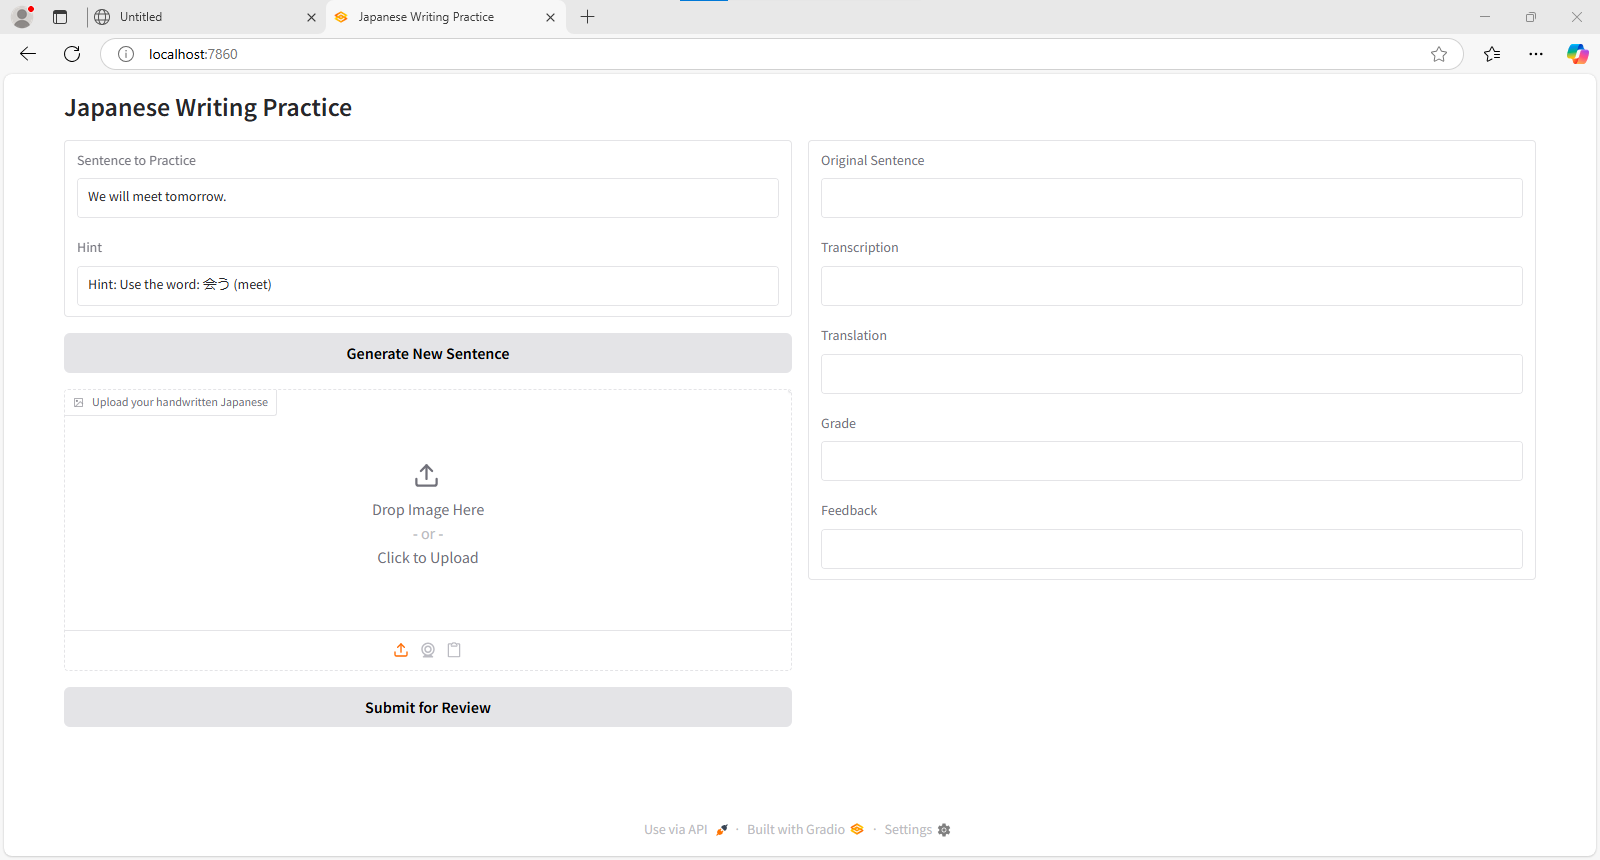 Untitled
Japanese Writing Practice
localhost:7860
Japanese Writing Practice
Sentence to Practice
We will meet tomorrow.
Hint
Hint: Use the word: 会う (meet)
Generate New Sentence
Upload your handwritten Japanese
Drop Image Here
- or -
Click to Upload
Submit for Review
Original Sentence
Transcription
Translation
Grade
Feedback
Use via API · Built with Gradio · Settings